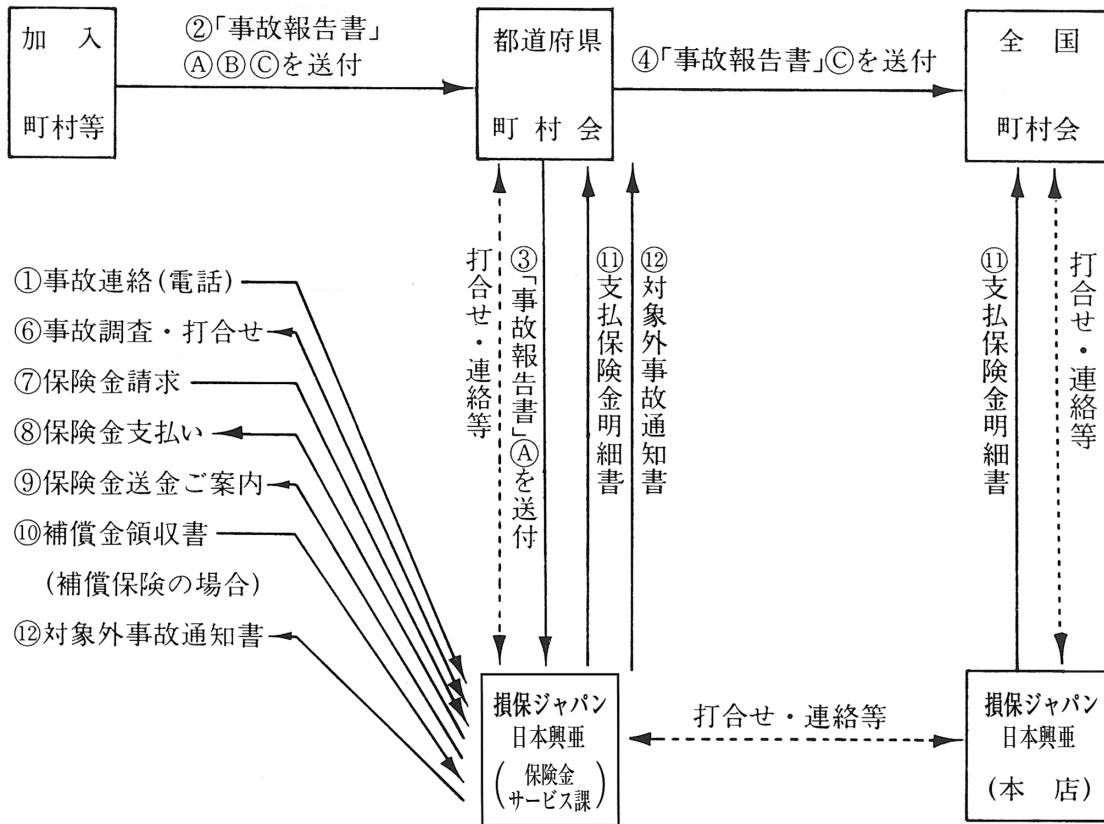 加　入
町村等
②「事故報告書」
ⒶⒷⒸを送付
都道府県
町 村 会
④「事故報告書」Ⓒを送付
全　国
町村会
①事故連絡(電話)
⑥事故調査・打合せ
⑦保険金請求
⑧保険金支払い
⑨保険金送金ご案内
⑩補償金領収書
(補償保険の場合)
⑫対象外事故通知書
打合せ・連絡等
③「事故報告書」Ⓐを送付
⑪支払保険金明細書
⑫対象外事故通知書
⑪支払保険金明細書
打合せ・連絡等
損保ジャパン
日本興亜
(保険金
サービス課)
打合せ・連絡等
損保ジャパン
日本興亜
(本　店)